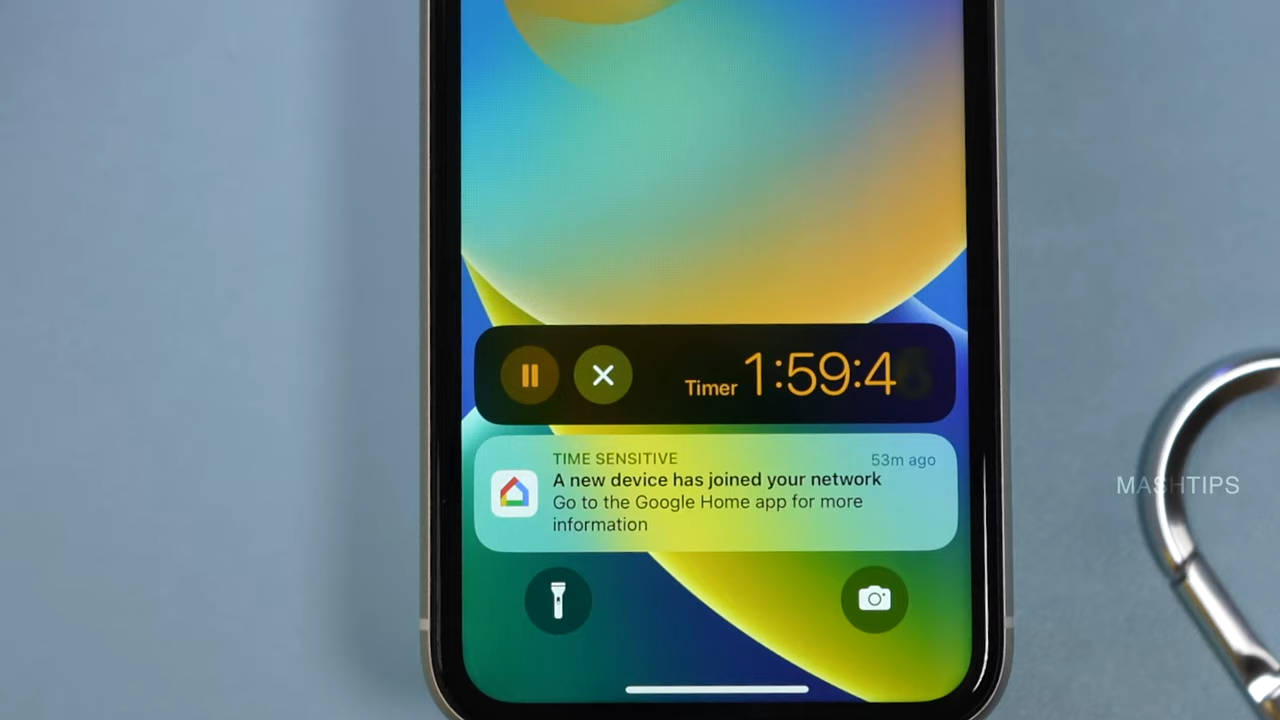 Timer 1:59:4
TIME SENSITIVE 53m ago
A new device has joined your network
Go to the Google Home app for more
information
MASHTIPS